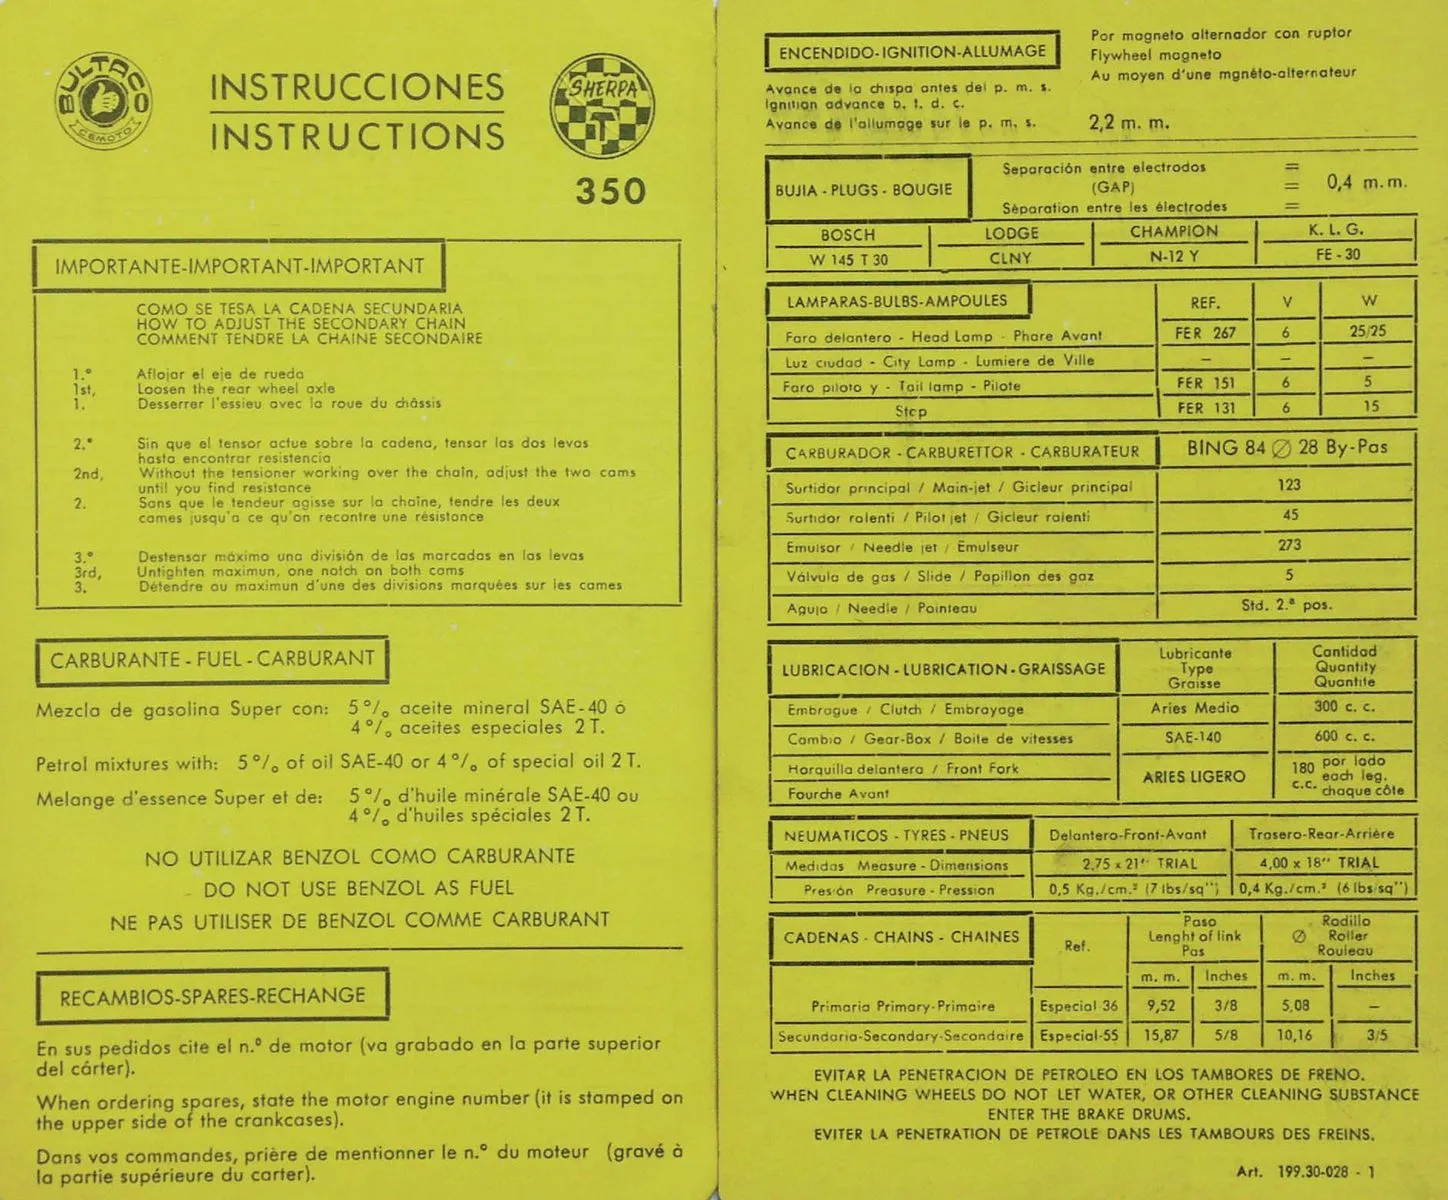 BULTACO
CEMOTO
INSTRUCCIONES
INSTRUCTIONS
SHERPA
T
350
IMPORTANTE-IMPORTANT-IMPORTANT
COMO SE TESA LA CADENA SECUNDARIA
HOW TO ADJUST THE SECONDARY CHAIN
COMMENT TENDRE LA CHAINE SECONDAIRE
1.° Aflojar el eje de rueda
1st, Loosen the rear wheel axle
1. Desserrer l'essieu avec la roue du châssis
2.° Sin que el tensor actue sobre la cadena, tensar las dos levas
hasta encontrar resistencia
2nd, Without the tensioner working over the chain, adjust the two cams
until you find resistance
2. Sans que le tendeur agisse sur la chaîne, tendre les deux
cames jusqu'a ce qu'on recontre une résistance
3.° Destensar máximo una división de las marcadas en las levas
3rd, Untighten maximun, one notch on both cams
3. Détendre au maximun d'une des divisions marquées sur les cames
CARBURANTE - FUEL - CARBURANT
Mezcla de gasolina Super con: 5 % aceite mineral SAE-40 ó
4 % aceites especiales 2 T.
Petrol mixtures with: 5 % of oil SAE-40 or 4 % of special oil 2 T.
Melange d'essence Super et de: 5 % d'huile minérale SAE-40 ou
4 % d'huiles spéciales 2 T.
NO UTILIZAR BENZOL COMO CARBURANTE
DO NOT USE BENZOL AS FUEL
NE PAS UTILISER DE BENZOL COMME CARBURANT
RECAMBIOS-SPARES-RECHANGE
En sus pedidos cite el n.° de motor (va grabado en la parte superior
del cárter).
When ordering spares, state the motor engine number (it is stamped on
the upper side of the crankcases).
Dans vos commandes, prière de mentionner le n.° du moteur (gravé à
la partie supérieure du carter).
ENCENDIDO-IGNITION-ALLUMAGE
Por magneto alternador con ruptor
Flywheel magneto
Au moyen d'une mgnéto-alternateur
Avance de la chispa antes del p. m. s.
Ignition advance b. t. d. c.
Avance de l'allumage sur le p. m. s. 2,2 m. m.
BUJIA - PLUGS - BOUGIE
Separación entre electrodos =
(GAP) = 0,4 m. m.
Séparation entre les électrodes =
BOSCH LODGE CHAMPION K. L. G.
W 145 T 30 CLNY N-12 Y FE - 30
LAMPARAS-BULBS-AMPOULES REF. V W
Faro delantero - Head Lamp - Phare Avant FER 267 6 25/25
Luz ciudad - City Lamp - Lumiere de Ville – – –
Faro piloto y - Tail lamp - Pilote FER 151 6 5
Stop FER 131 6 15
CARBURADOR - CARBURETTOR - CARBURATEUR BING 84 ∅ 28 By-Pas
Surtidor principal / Main-jet / Gicleur principal 123
Surtidor ralenti / Pilot jet / Gicleur ralenti 45
Emulsor / Needle jet / Emulseur 273
Válvula de gas / Slide / Papillon des gaz 5
Aguja / Needle / Pointeau Std. 2.ª pos.
LUBRICACION - LUBRICATION - GRAISSAGE
Lubricante Cantidad
Type Quantity
Graisse Quantite
Embrague / Clutch / Embrayage Aries Medio 300 c. c.
Cambio / Gear-Box / Boite de vitesses SAE-140 600 c. c.
Horquilla delantera / Front Fork
Fourche Avant
ARIES LIGERO
180 c.c. por lado
each leg.
chaque côte
NEUMATICOS - TYRES - PNEUS Delantero-Front-Avant Trasero-Rear-Arrière
Medidas Measure - Dimensions 2,75 x 21" TRIAL 4,00 x 18" TRIAL
Presión Preasure - Pression 0,5 Kg./cm.² (7 lbs/sq") 0,4 Kg./cm.² (6 lbs sq")
CADENAS - CHAINS - CHAINES Ref.
Paso Rodillo
Lenght of link ∅ Roller
Pas Rouleau
m. m. Inches m. m. Inches
Primaria Primary-Primaire Especial 36 9,52 3/8 5,08 –
Secundaria-Secondary-Secondaire Especial-55 15,87 5/8 10,16 3/5
EVITAR LA PENETRACION DE PETROLEO EN LOS TAMBORES DE FRENO.
WHEN CLEANING WHEELS DO NOT LET WATER, OR OTHER CLEANING SUBSTANCE
ENTER THE BRAKE DRUMS.
EVITER LA PENETRATION DE PETROLE DANS LES TAMBOURS DES FREINS.
Art. 199.30-028 - 1